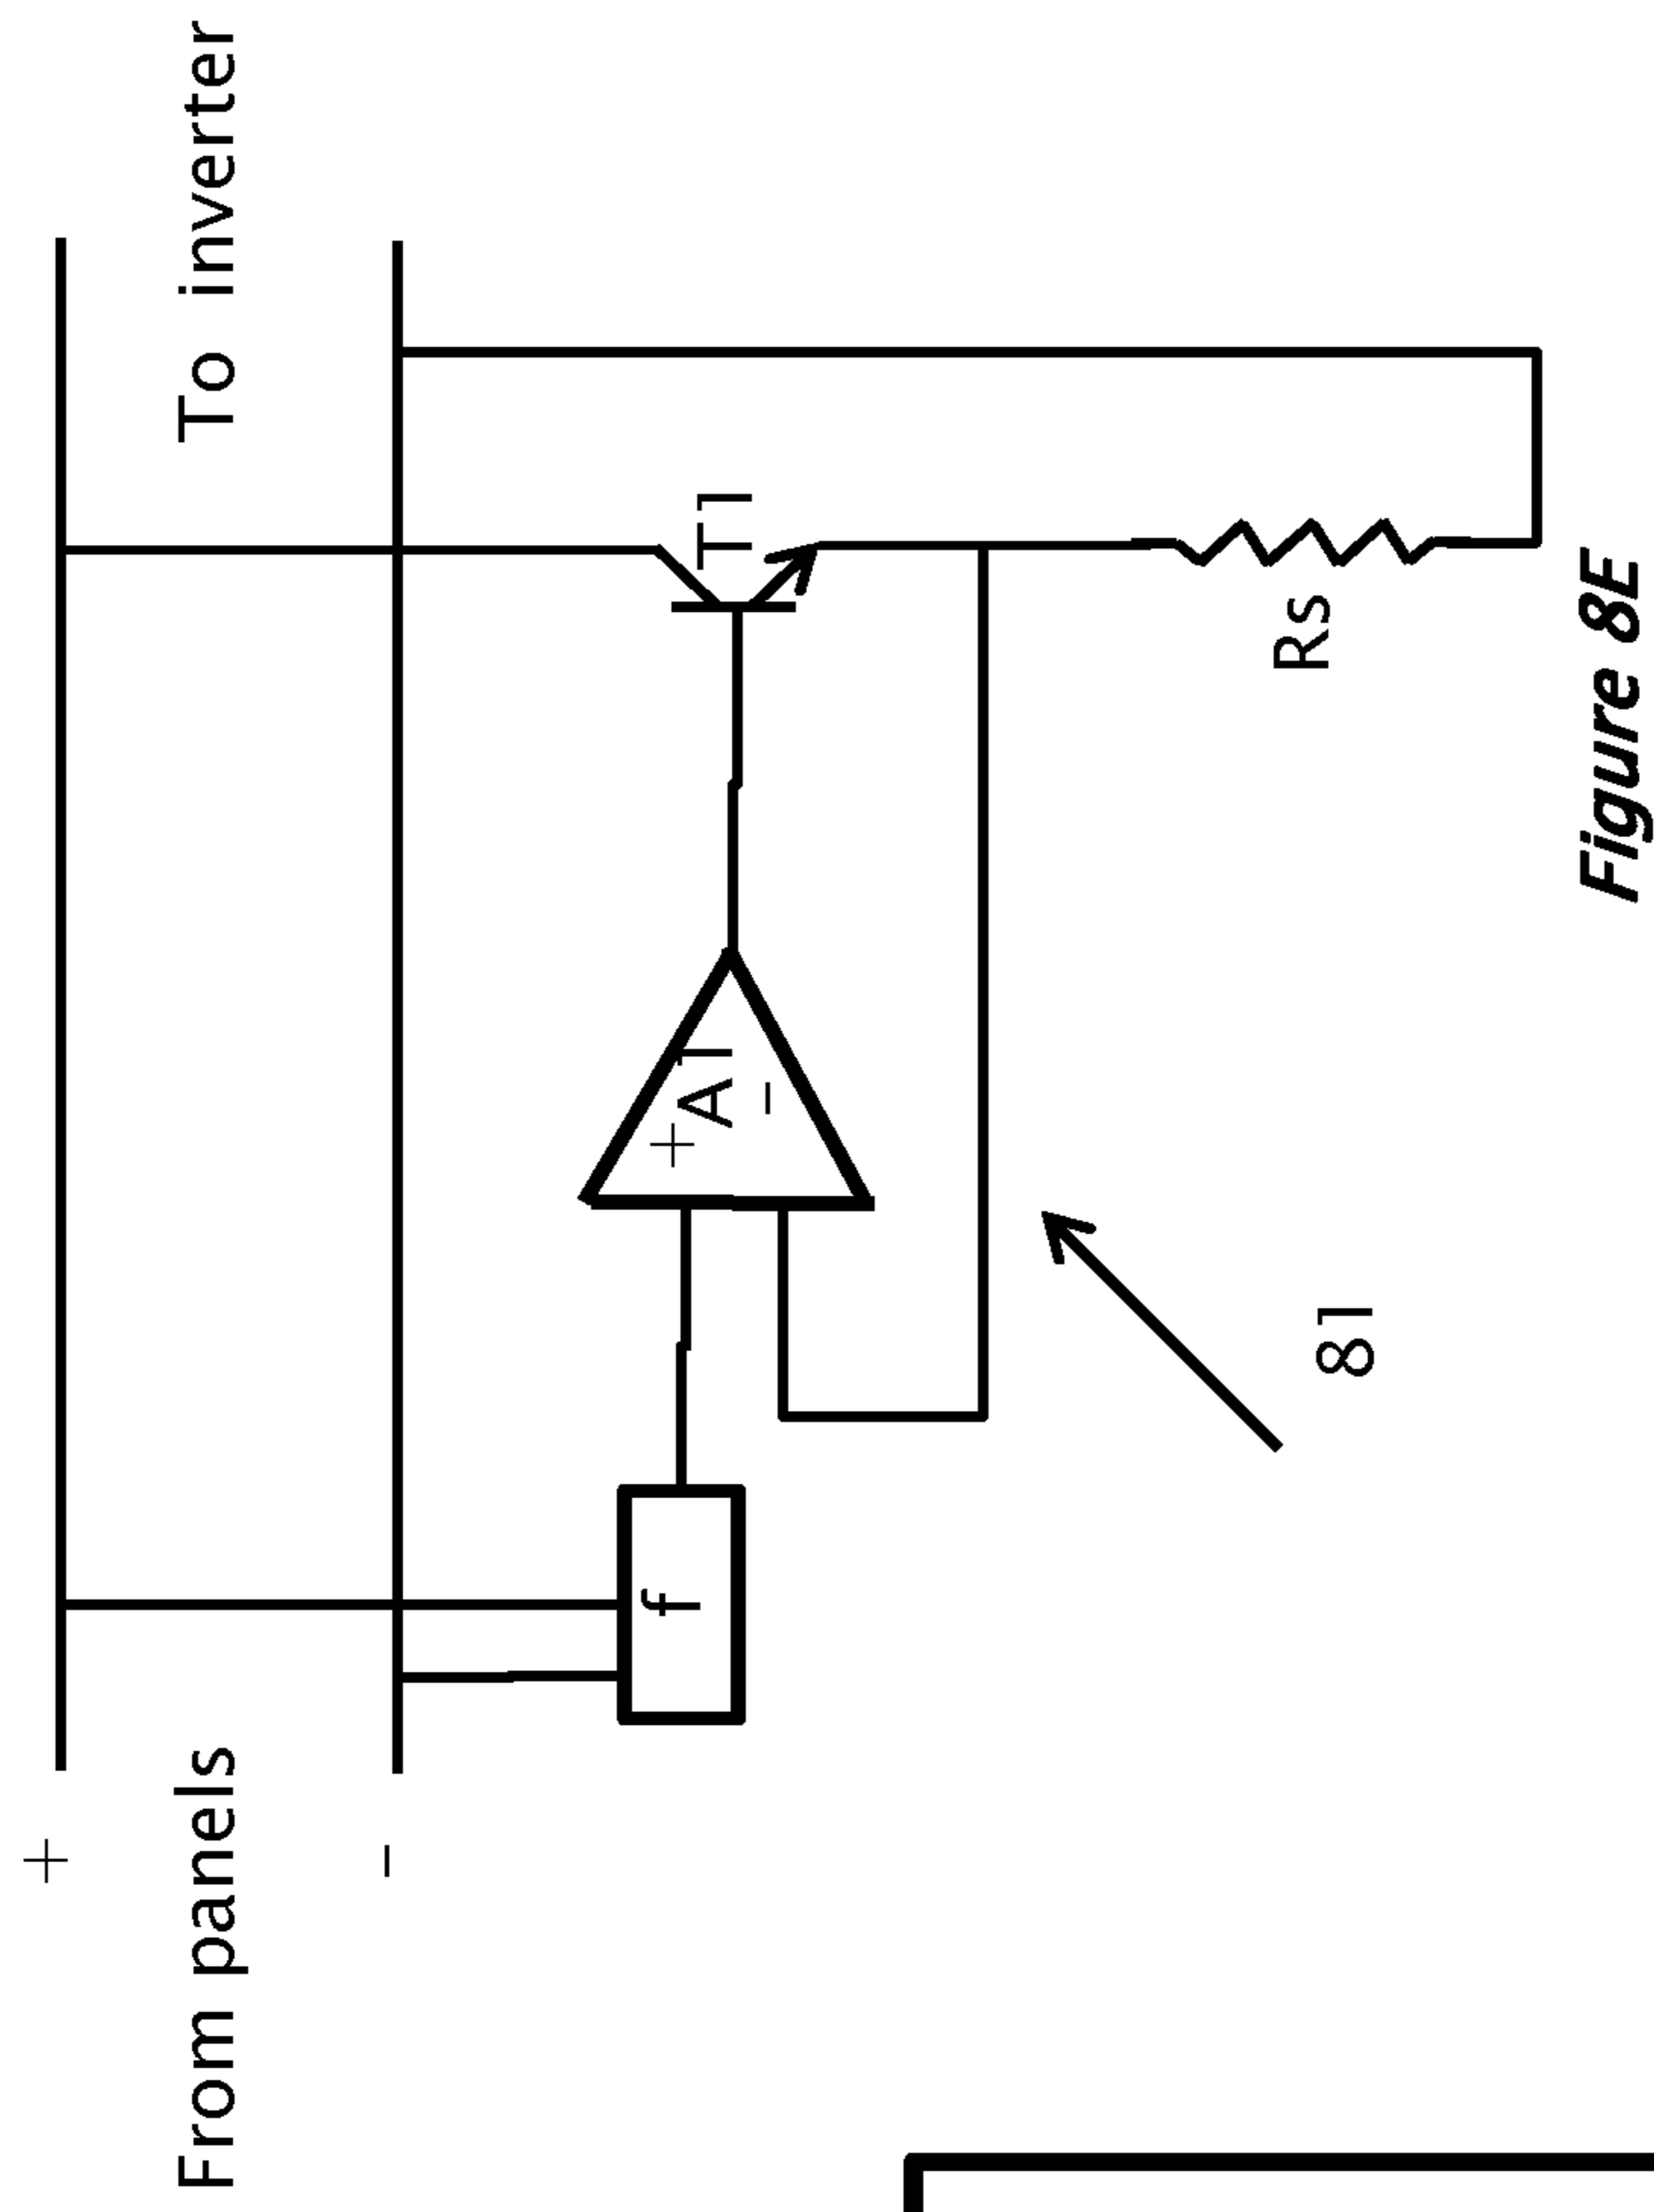 +
From panels
To inverter
-
f
+
A1
-
T1
Rs
81
Figure 8E